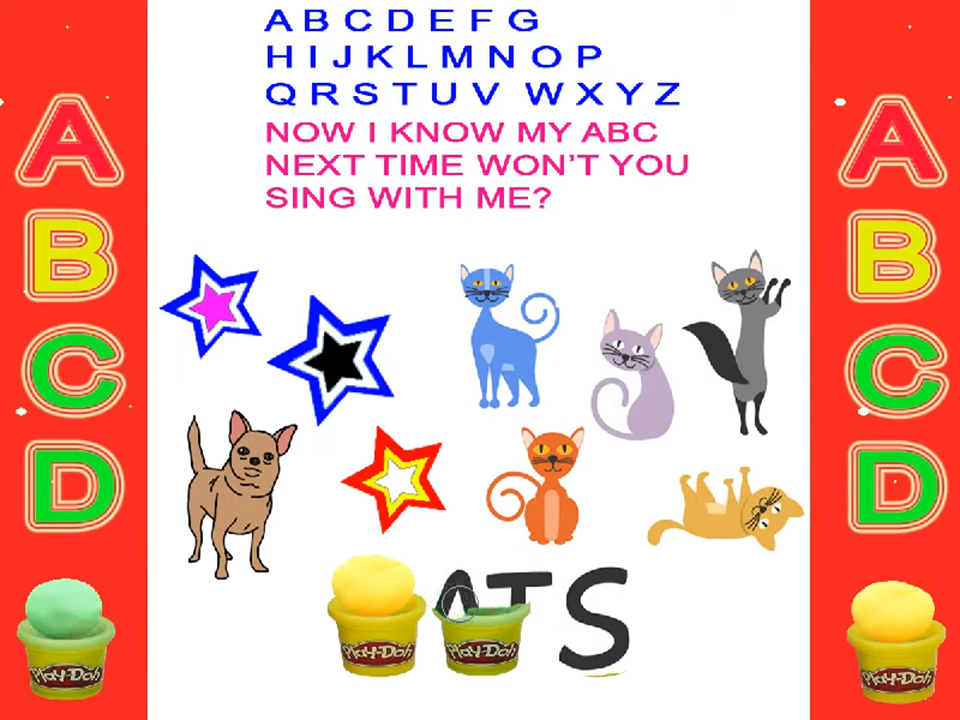 A B C D E F G
H I J K L M N O P
Q R S T U V W X Y Z
NOW I KNOW MY ABC
NEXT TIME WON'T YOU
SING WITH ME?
A
B
C
D
A
B
C
D
ATS
Play-Doh
Play-Doh
Play-Doh
Play-Doh